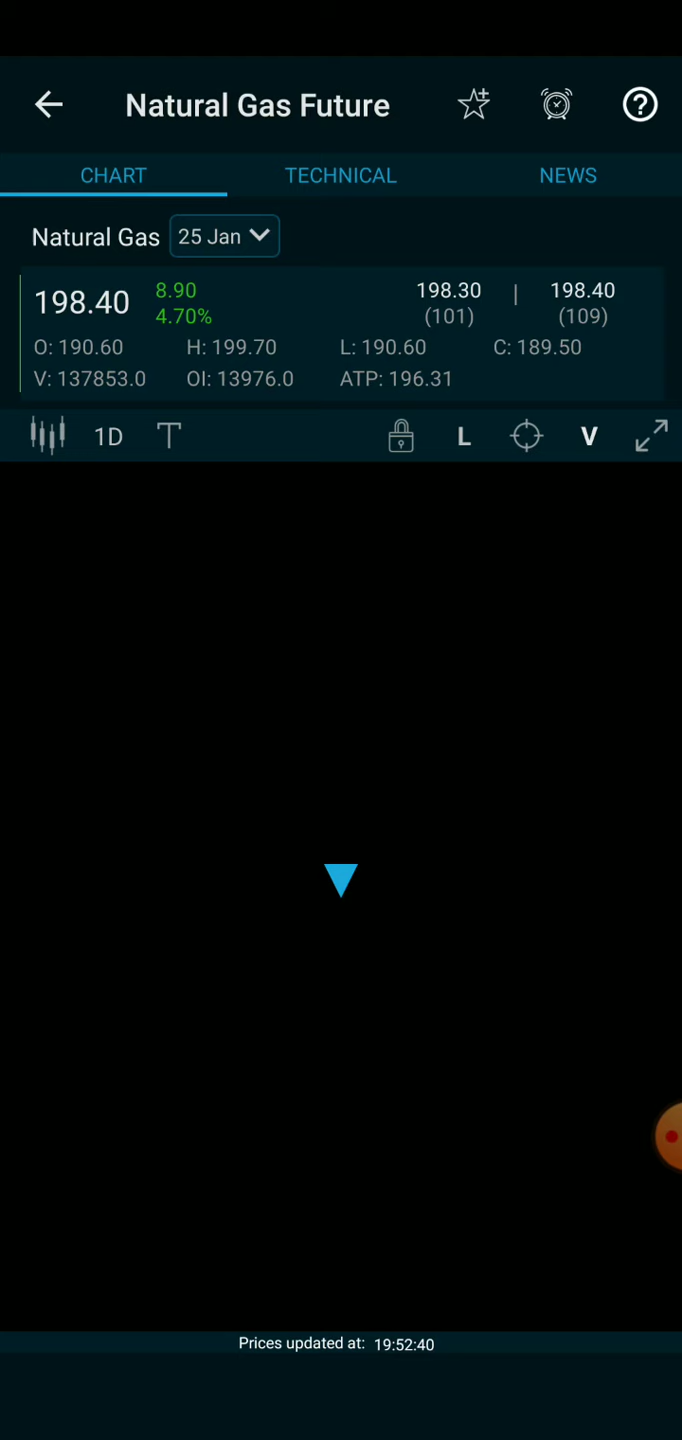 Natural Gas Future
CHART TECHNICAL NEWS
Natural Gas 25 Jan
198.40 8.90 198.30 | 198.40
4.70% (101) (109)
O: 190.60 H: 199.70 L: 190.60 C: 189.50
V: 137853.0 OI: 13976.0 ATP: 196.31
1D T L V
Prices updated at: 19:52:40